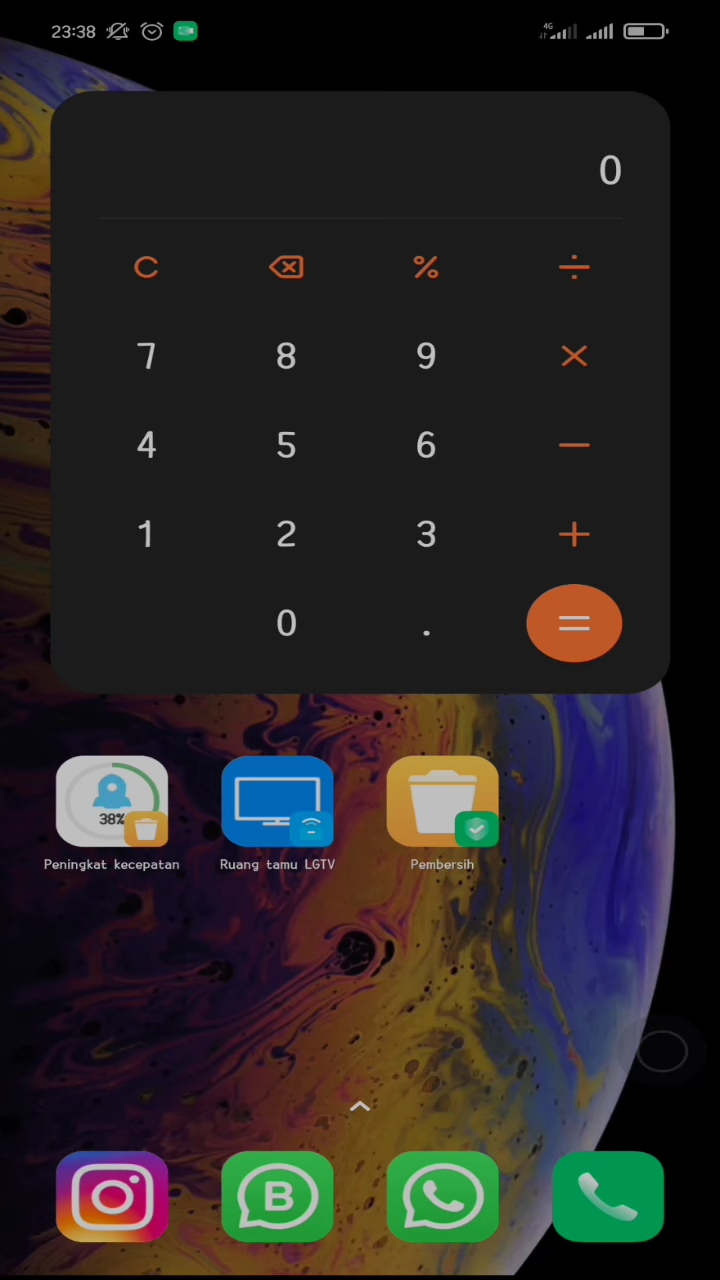 23:38 4G
0
C % ÷
7 8 9 ×
4 5 6 −
1 2 3 +
0 . =
38%
Peningkat kecepatan Ruang tamu LGTV Pembersih
B